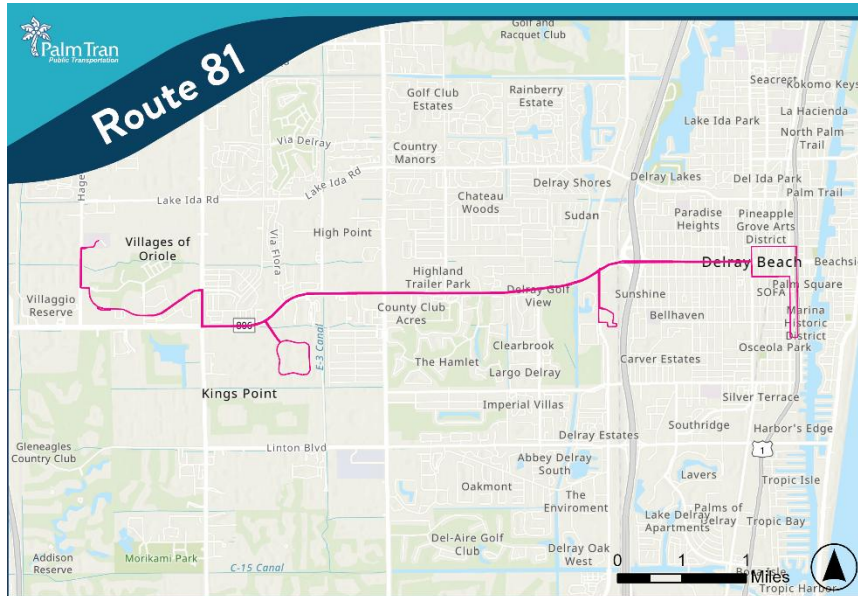 PalmTran
Public Transportation
Route 81
Golf and
Racquet Club
Seacrest
Kokomo Keys
Golf Club
Estates
Rainberry
Estate
La Hacienda
Lake Ida Park
North Palm
Trail
Via Delray
Country
Manors
Hage
Lake Ida Rd
Lake Ida Rd
Delray Shores
Delray Lakes
Del Ida Park
Palm Trail
Chateau
Woods
Sudan
Paradise
Heights
Pineapple
Grove Arts
District
Villages of
Oriole
Via Flora
High Point
Highland
Trailer Park
Delray Beach
Beachsid
Villaggio
Reserve
Delray Golf
View
Sunshine
SOFA
Palm Square
806
E-3 Canal
County Club
Acres
Bellhaven
Marina
Historic
District
Clearbrook
Osceola Park
The Hamlet
Largo Delray
Carver Estates
Kings Point
Imperial Villas
Silver Terrace
Southridge
Harbor's Edge
Delray Estates
Gleneagles
Country Club
Linton Blvd
1
Abbey Delray
South
Lavers
Tropic Isle
Oakmont
The
Enviroment
Lake Delray
Apartments
Palms of
Delray
Tropic Bay
Addison
Reserve
Morikami Park
Del-Aire Golf
Club
Delray Oak
West
C-15 Canal
Boca Isle
Tropic Harbor
0 1 1
Miles